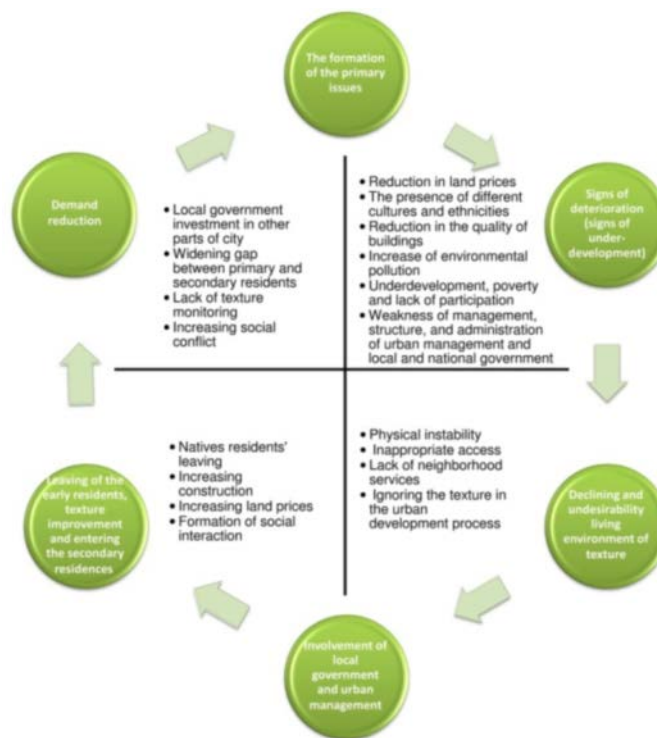 The formation
of the primary
issues
Demand
reduction
Signs of
deterioration
(signs of
under-
development)
• Local government
investment in other
parts of city
• Widening gap
between primary and
secondary residents
• Lack of texture
monitoring
• Increasing social
conflict
• Reduction in land prices
• The presence of different
cultures and ethnicities
• Reduction in the quality of
buildings
• Increase of environmental
pollution
• Underdevelopment, poverty
and lack of participation
• Weakness of management,
structure, and administration
of urban management and
local and national government
Leaving of the
early residents,
texture
improvement
and entering
the secondary
residences
• Natives residents'
leaving
• Increasing
construction
• Increasing land prices
• Formation of social
interaction
• Physical instability
• Inappropriate access
• Lack of neighborhood
services
• Ignoring the texture in
the urban
development process
Declining and
undesirability
living
environment of
texture
Involvement of
local
government
and urban
management